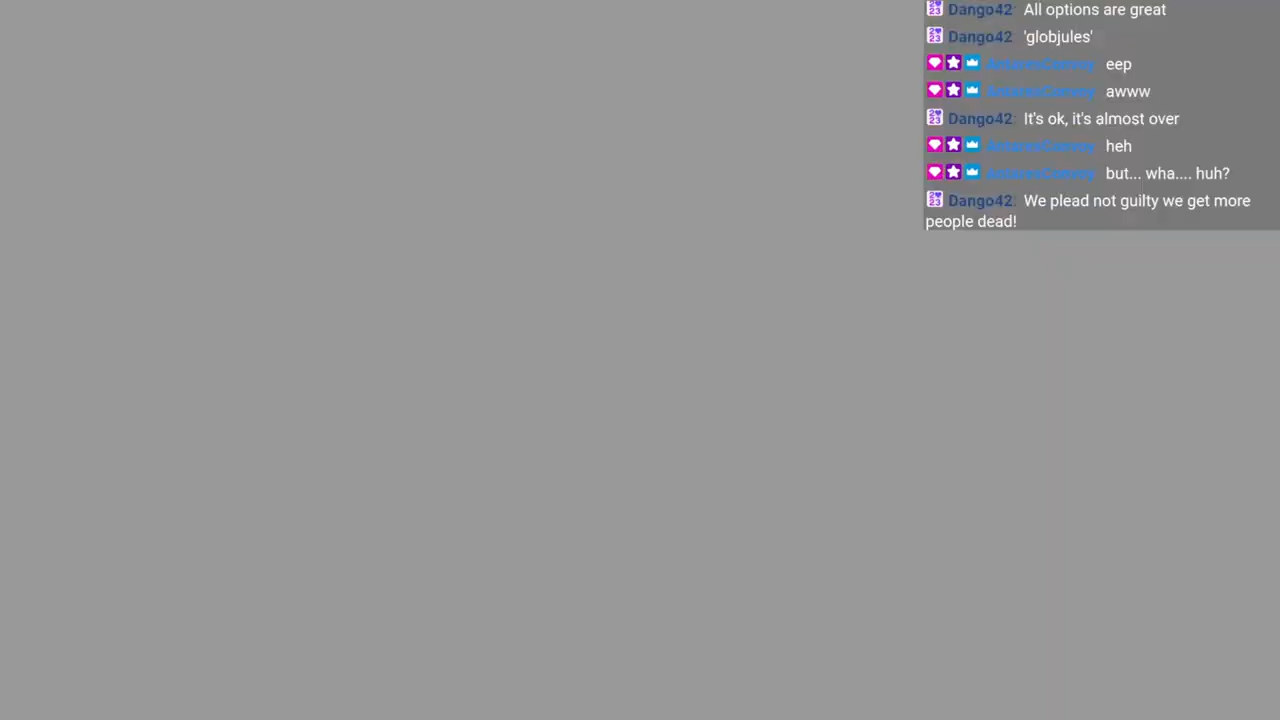 Dango42: All options are great
Dango42: 'globjules'
eep
awww
Dango42: It's ok, it's almost over
heh
but... wha.... huh?
Dango42: We plead not guilty we get more
people dead!